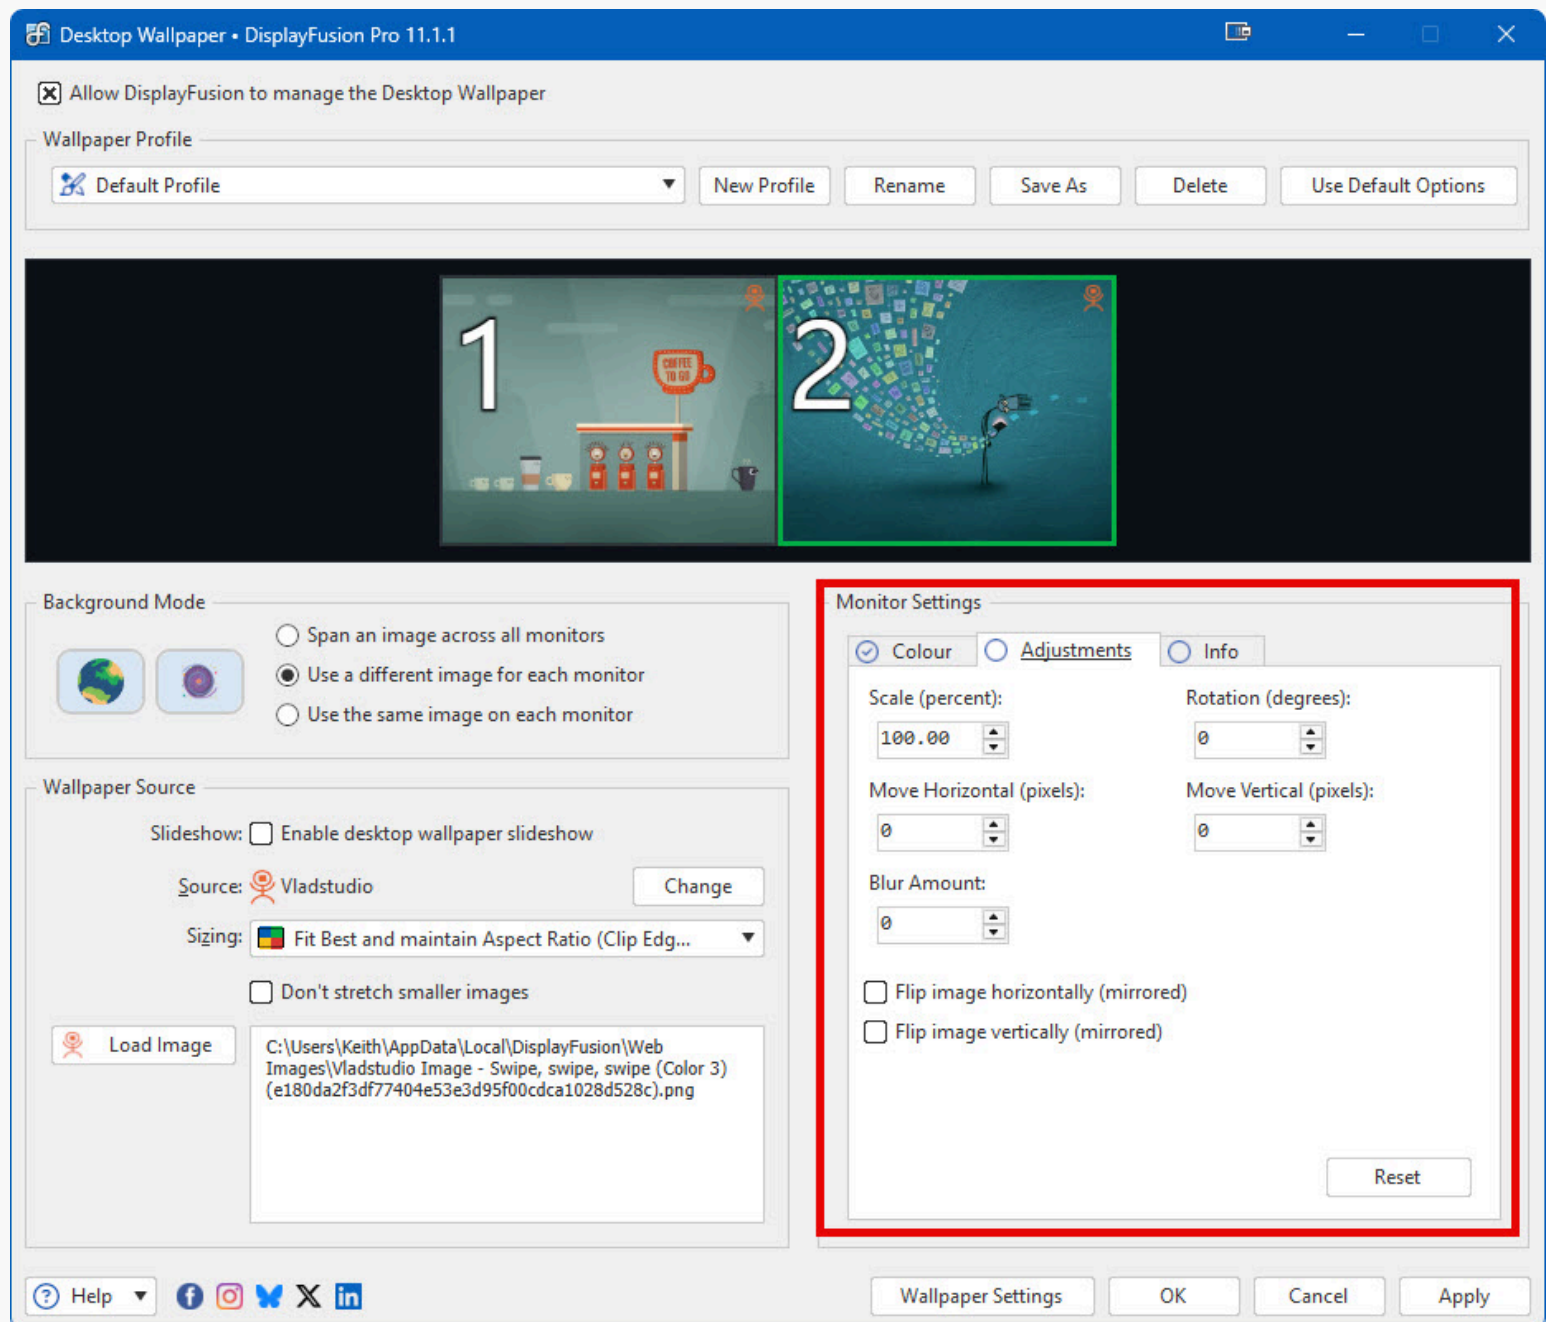 Desktop Wallpaper • DisplayFusion Pro 11.1.1
Allow DisplayFusion to manage the Desktop Wallpaper
Wallpaper Profile
Default Profile
New Profile
Rename
Save As
Delete
Use Default Options
1
COFFEE
TO GO
2
Background Mode
Span an image across all monitors
Use a different image for each monitor
Use the same image on each monitor
Wallpaper Source
Slideshow: Enable desktop wallpaper slideshow
Source: Vladstudio
Change
Sizing: Fit Best and maintain Aspect Ratio (Clip Edg...
Don't stretch smaller images
Load Image
C:\Users\Keith\AppData\Local\DisplayFusion\Web
Images\Vladstudio Image - Swipe, swipe, swipe (Color 3)
(e180da2f3df77404e53e3d95f00cdca1028d528c).png
Monitor Settings
Colour
Adjustments
Info
Scale (percent):
Rotation (degrees):
100.00
0
Move Horizontal (pixels):
Move Vertical (pixels):
0
0
Blur Amount:
0
Flip image horizontally (mirrored)
Flip image vertically (mirrored)
Reset
Help
Wallpaper Settings
OK
Cancel
Apply